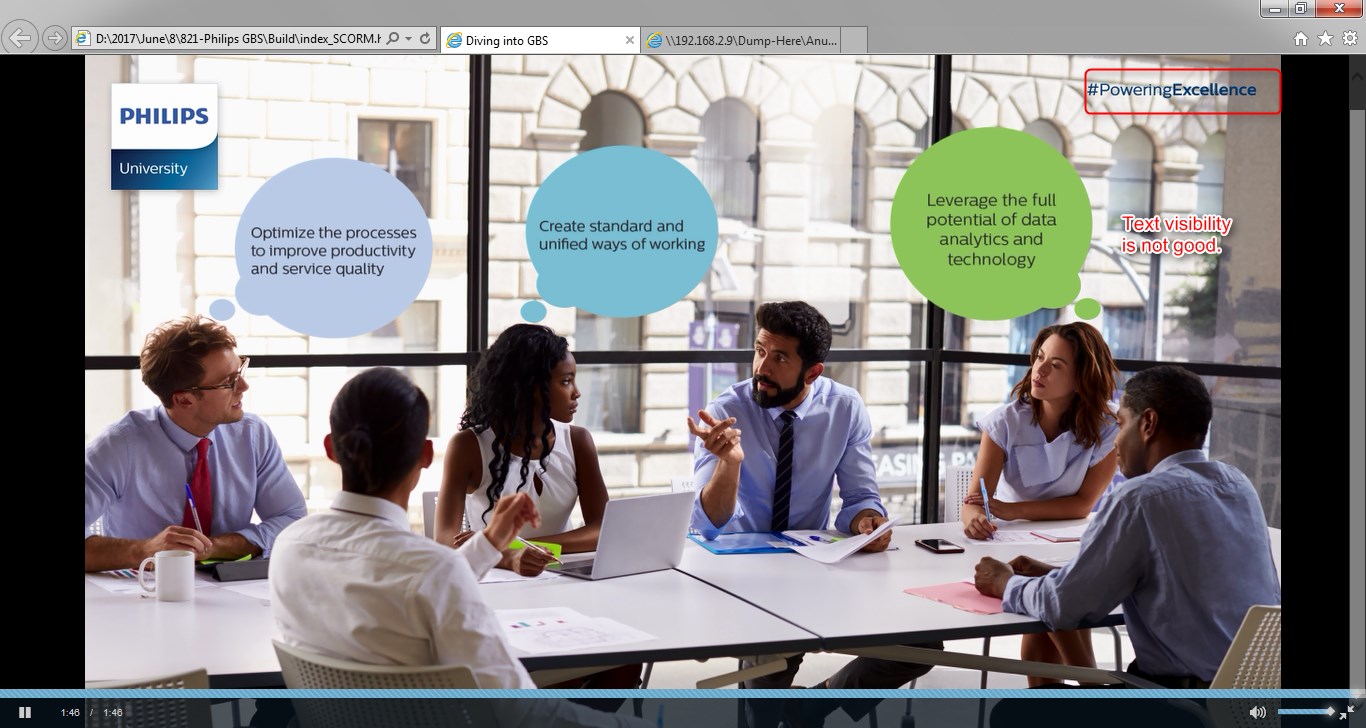 D:\2017\June\8\821-Philips GBS\Build\index_SCORM.h
Diving into GBS
\\192.168.2.9\Dump-Here\Anu...
#PoweringExcellence
PHILIPS
University
Optimize the processes
to improve productivity
and service quality
Create standard and
unified ways of working
Leverage the full
potential of data
analytics and
technology
Text visibility
is not good.
1:46 / 1:46